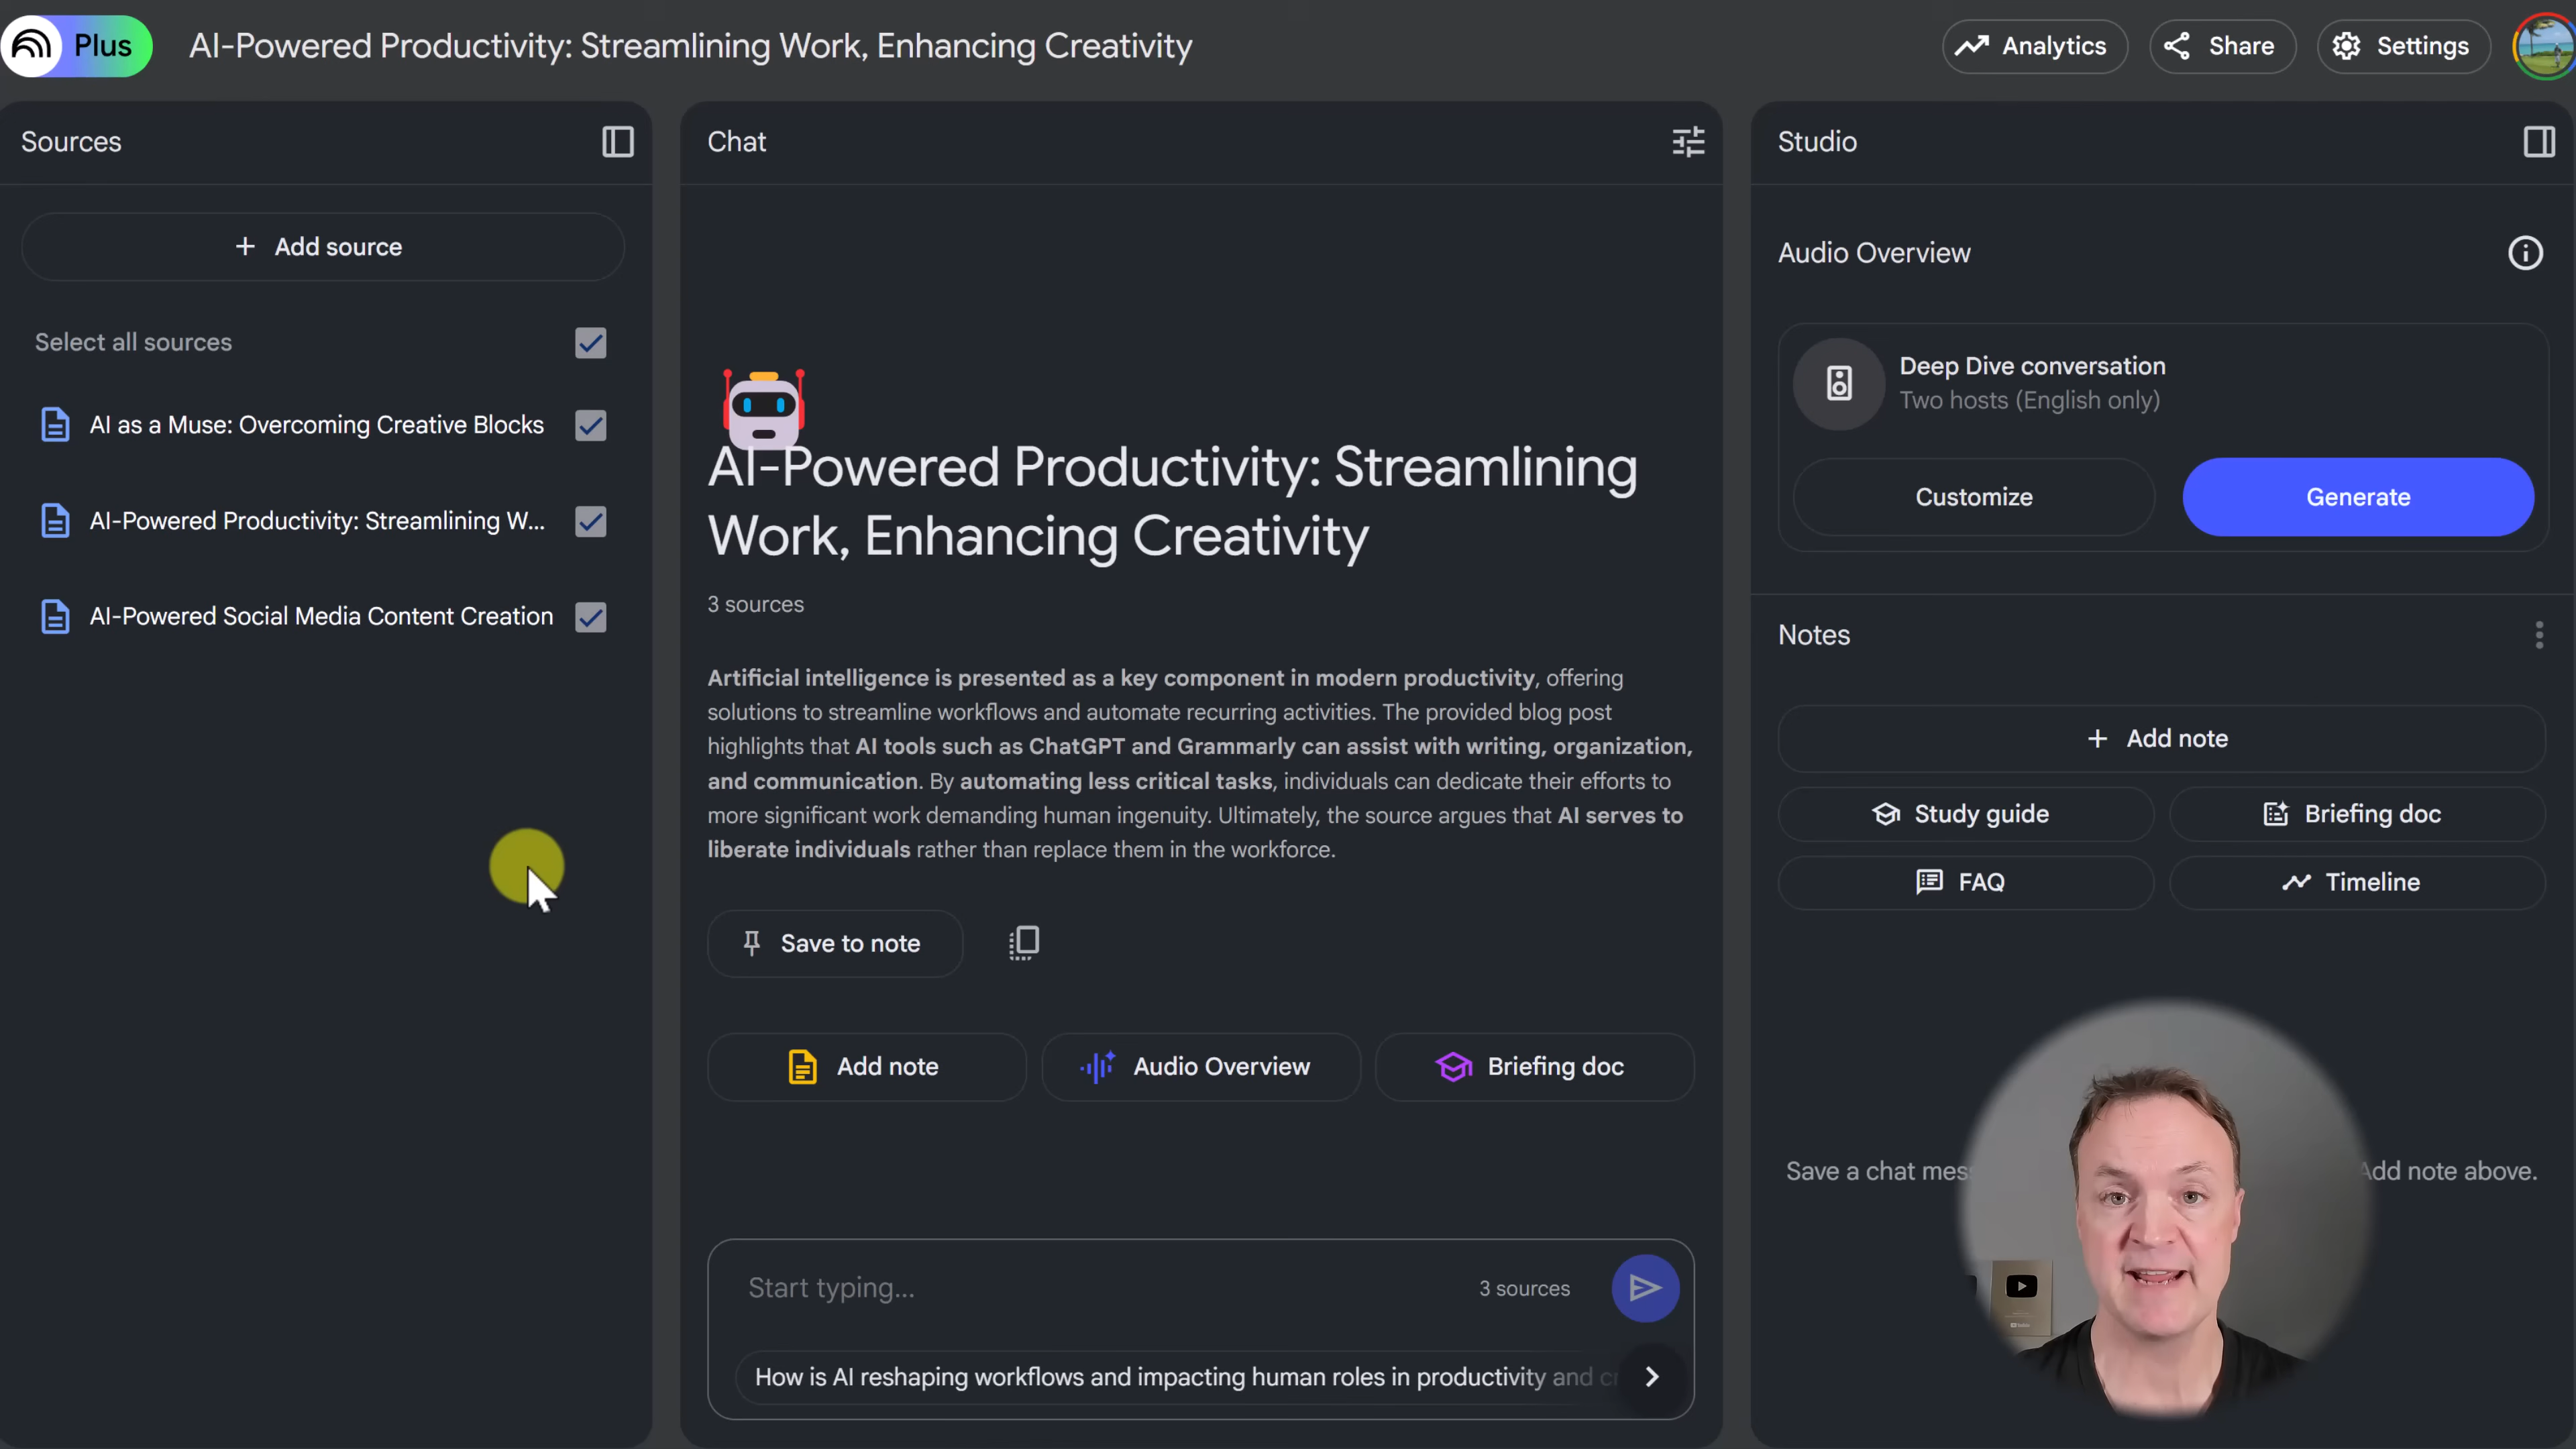 Plus
AI-Powered Productivity: Streamlining Work, Enhancing Creativity
Analytics
Share
Settings
Sources
+ Add source
Select all sources
AI as a Muse: Overcoming Creative Blocks
AI-Powered Productivity: Streamlining W...
AI-Powered Social Media Content Creation
Chat
AI-Powered Productivity: Streamlining
Work, Enhancing Creativity
3 sources
Artificial intelligence is presented as a key component in modern productivity, offering
solutions to streamline workflows and automate recurring activities. The provided blog post
highlights that AI tools such as ChatGPT and Grammarly can assist with writing, organization,
and communication. By automating less critical tasks, individuals can dedicate their efforts to
more significant work demanding human ingenuity. Ultimately, the source argues that AI serves to
liberate individuals rather than replace them in the workforce.
Save to note
Add note
Audio Overview
Briefing doc
Start typing...
3 sources
How is AI reshaping workflows and impacting human roles in productivity and
Studio
Audio Overview
Deep Dive conversation
Two hosts (English only)
Customize
Generate
Notes
+ Add note
Study guide
Briefing doc
FAQ
Timeline
Save a chat
Add note above.